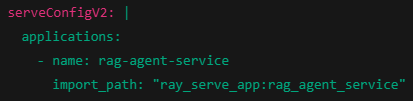 serveConfigV2: |
  applications:
    - name: rag-agent-service
      import_path: "ray_serve_app:rag_agent_service"